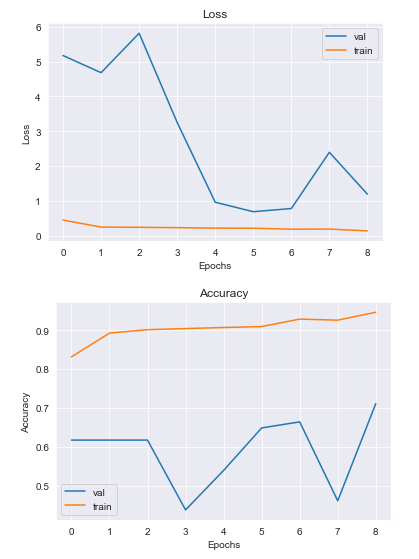 Loss
6
5
4
3
2
1
0
Loss
val
train
0 1 2 3 4 5 6 7 8
Epochs
Accuracy
0.9
0.8
0.7
0.6
0.5
Accuracy
val
train
0 1 2 3 4 5 6 7 8
Epochs